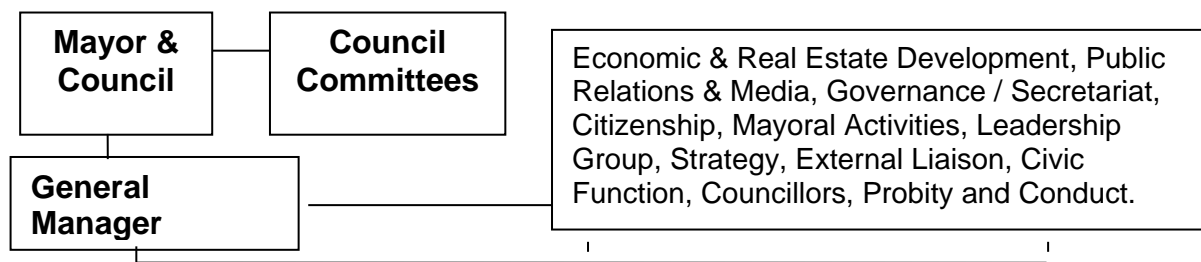 Mayor &
Council
Council
Committees
Economic & Real Estate Development, Public
Relations & Media, Governance / Secretariat,
Citizenship, Mayoral Activities, Leadership
Group, Strategy, External Liaison, Civic
Function, Councillors, Probity and Conduct.
General
Manager